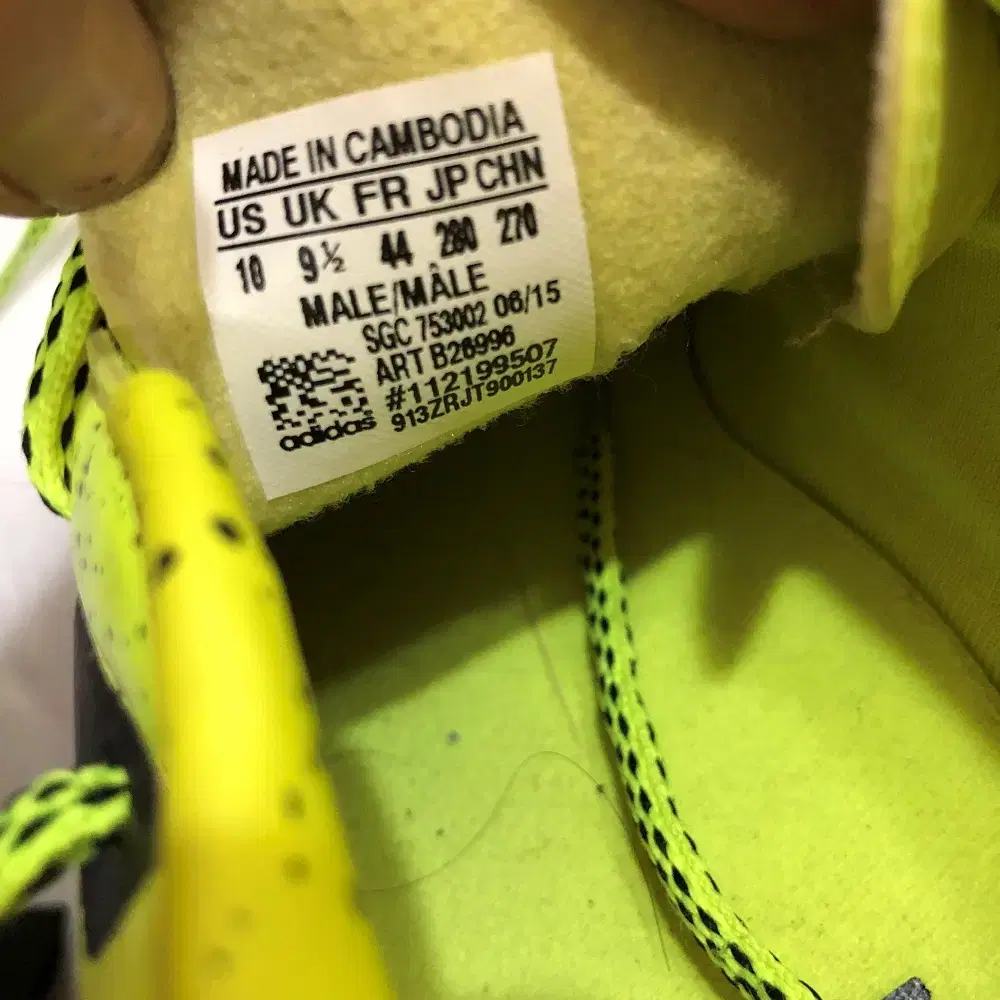 MADE IN CAMBODIA
US UK FR JP CHN
10 9½ 44 280 270
MALE/MÂLE
SGC 753002 06/15
ART B26996
#112199507
913ZRJT900137
adidas